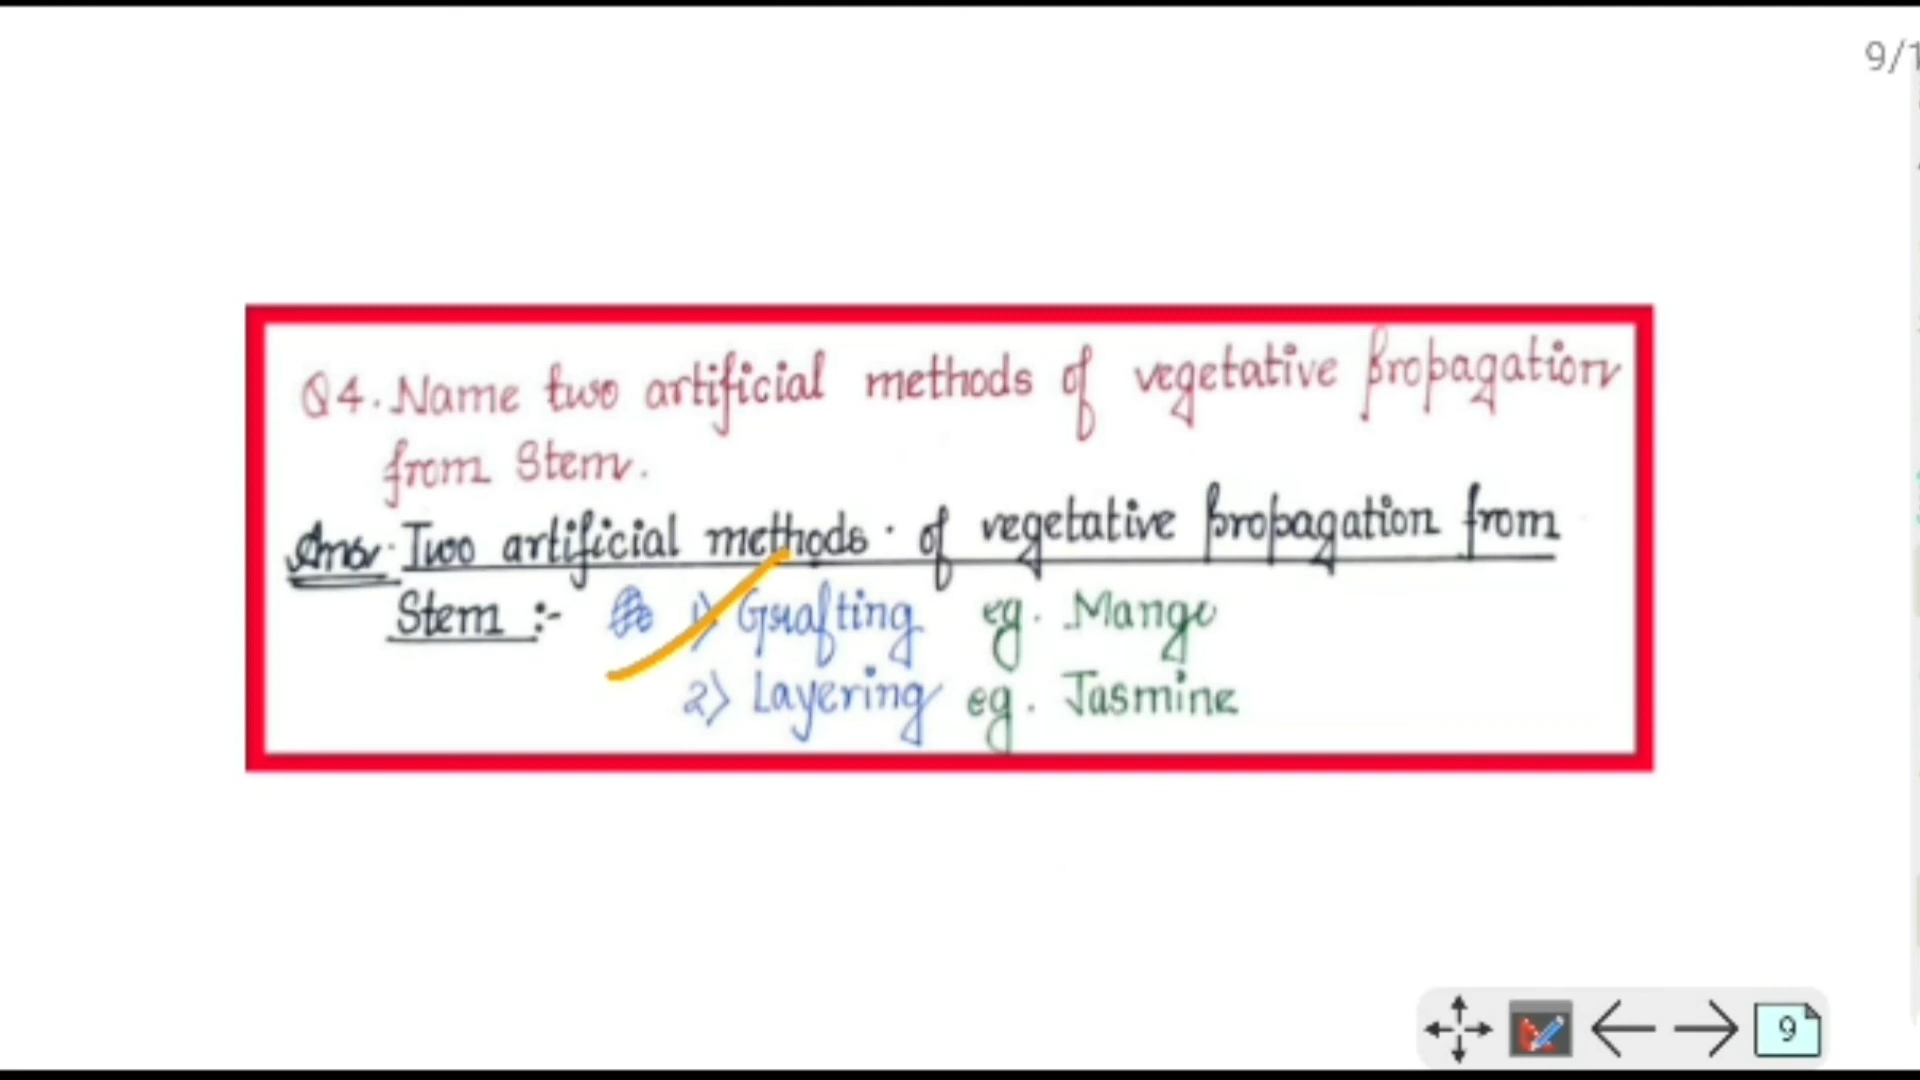 9/1
Q4. Name two artificial methods of vegetative propagation
from Stem.
Ans. Two artificial methods. of vegetative propagation from
Stem :- 1) Grafting eg. Mango
2) Layering eg. Jasmine
9